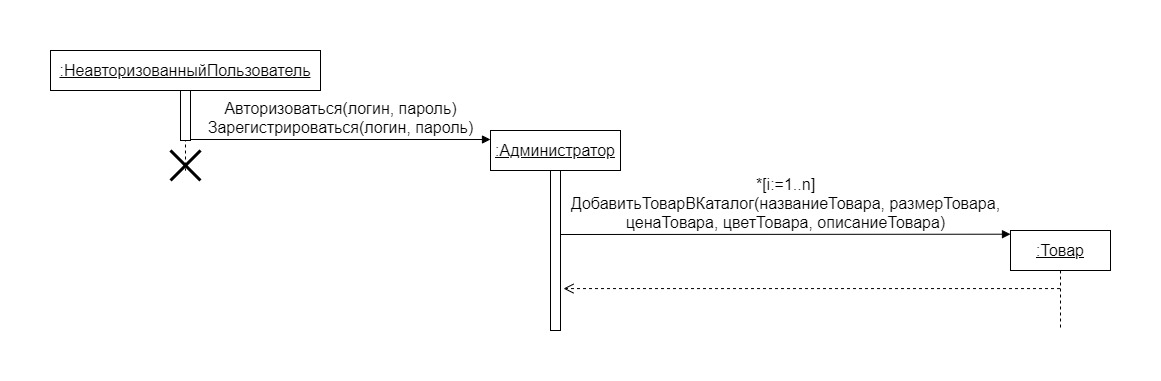 :НеавторизованныйПользователь
Авторизоваться(логин, пароль)
Зарегистрироваться(логин, пароль)
:Администратор
*[i:=1..n]
ДобавитьТоварВКаталог(названиеТовара, размерТовара,
ценаТовара, цветТовара, описаниеТовара)
:Товар